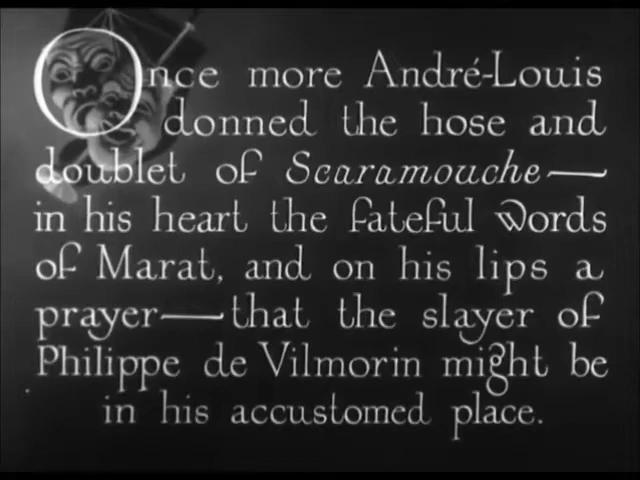 Once more André-Louis
donned the hose and
doublet of Scaramouche—
in his heart the fateful words
of Marat, and on his lips a
prayer—that the slayer of
Philippe de Vilmorin might be
in his accustomed place.